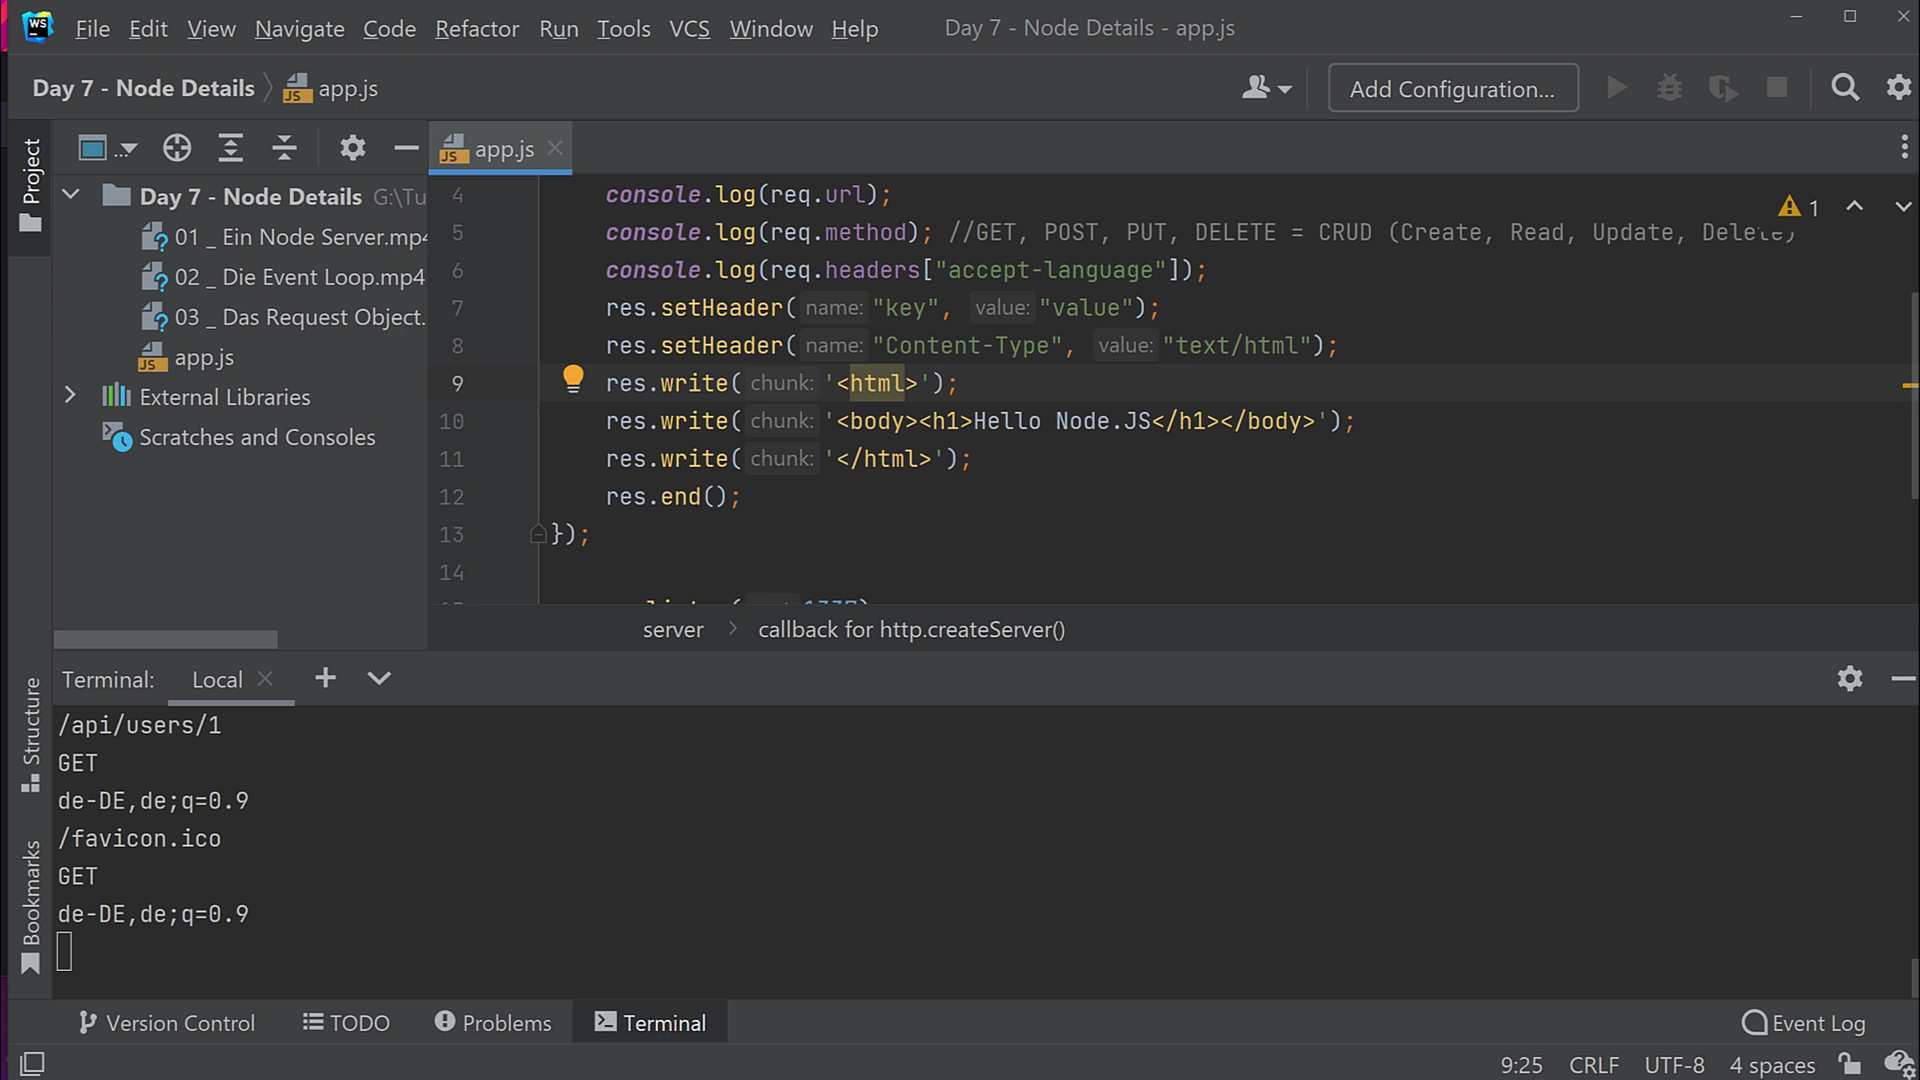 WS File Edit View Navigate Code Refactor Run Tools VCS Window Help Day 7 - Node Details - app.js
Day 7 - Node Details app.js Add Configuration...
Project
... JS app.js
Day 7 - Node Details G:\Tu
01 _ Ein Node Server.mp4
02 _ Die Event Loop.mp4
03 _ Das Request Object.
JS app.js
External Libraries
Scratches and Consoles
4 console.log(req.url);
5 console.log(req.method); //GET, POST, PUT, DELETE = CRUD (Create, Read, Update, Delete)
6 console.log(req.headers["accept-language"]);
7 res.setHeader( name: "key", value: "value");
8 res.setHeader( name: "Content-Type", value: "text/html");
9 res.write( chunk: '<html>');
10 res.write( chunk: '<body><h1>Hello Node.JS</h1></body>');
11 res.write( chunk: '</html>');
12 res.end();
13 });
14
1
server callback for http.createServer()
Terminal: Local
/api/users/1
GET
de-DE,de;q=0.9
/favicon.ico
GET
de-DE,de;q=0.9
Structure
Bookmarks
Version Control TODO Problems Terminal Event Log
9:25 CRLF UTF-8 4 spaces